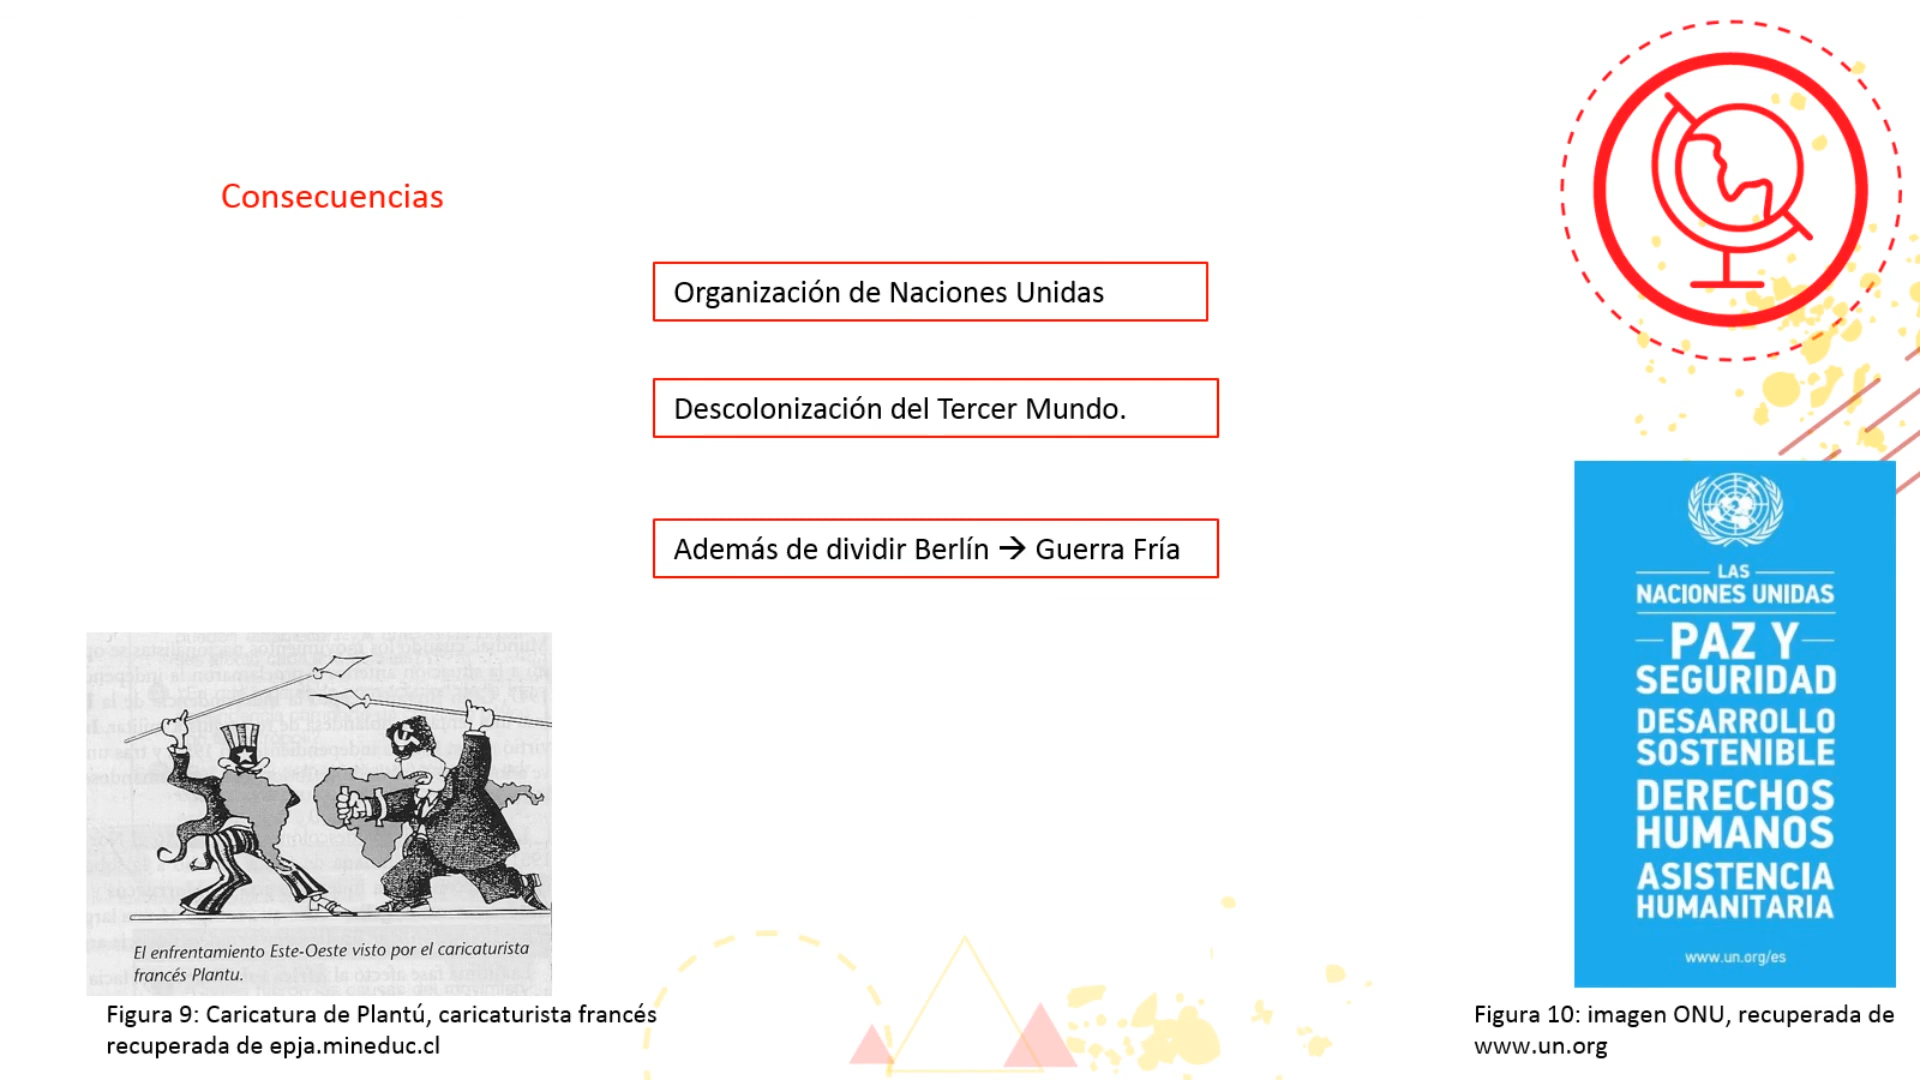 Consecuencias
Organización de Naciones Unidas
Descolonización del Tercer Mundo.
Además de dividir Berlín → Guerra Fría
El enfrentamiento Este-Oeste visto por el caricaturista
francés Plantu.
Figura 9: Caricatura de Plantú, caricaturista francés
recuperada de epja.mineduc.cl
LAS
NACIONES UNIDAS
PAZ Y
SEGURIDAD
DESARROLLO
SOSTENIBLE
DERECHOS
HUMANOS
ASISTENCIA
HUMANITARIA
www.un.org/es
Figura 10: imagen ONU, recuperada de
www.un.org